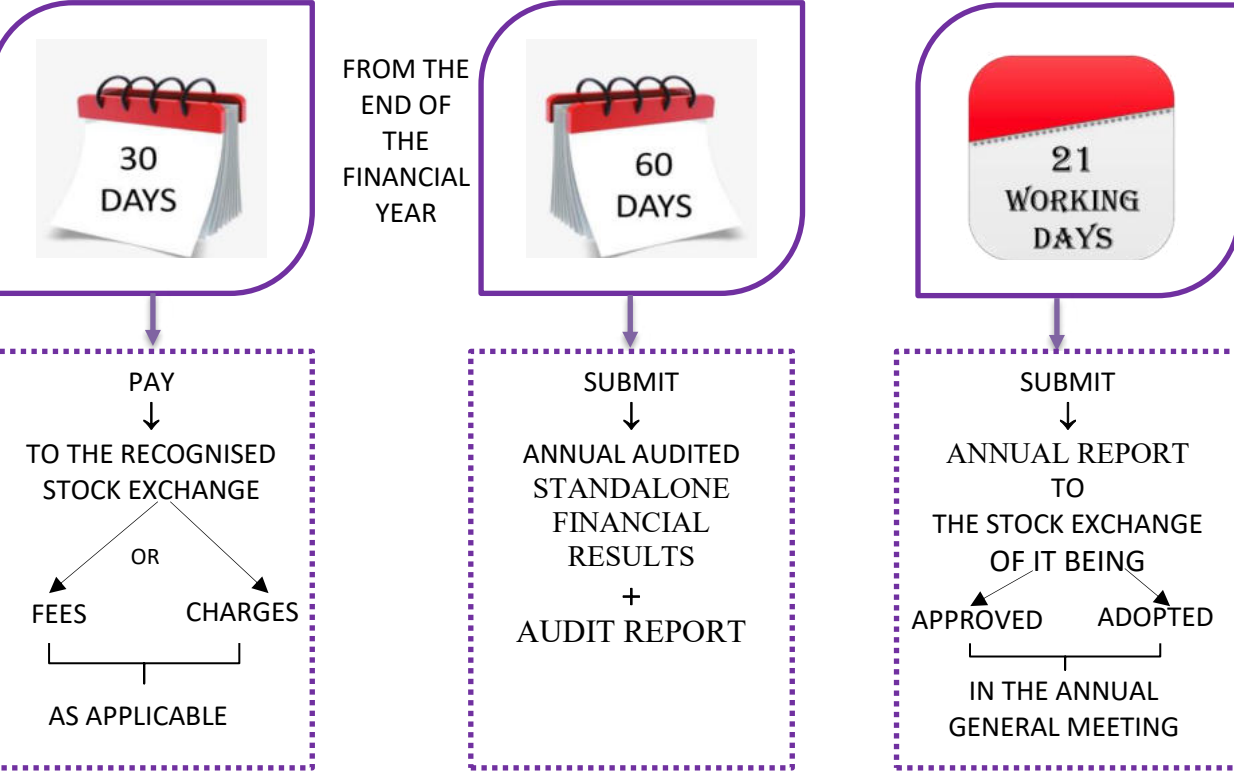 30
DAYS
FROM THE
END OF
THE
FINANCIAL
YEAR
60
DAYS
21
WORKING
DAYS
PAY
↓
TO THE RECOGNISED
STOCK EXCHANGE
OR
FEES
CHARGES
AS APPLICABLE
SUBMIT
↓
ANNUAL AUDITED
STANDALONE
FINANCIAL
RESULTS
+
AUDIT REPORT
SUBMIT
↓
ANNUAL REPORT
TO
THE STOCK EXCHANGE
OF IT BEING
APPROVED
ADOPTED
IN THE ANNUAL
GENERAL MEETING